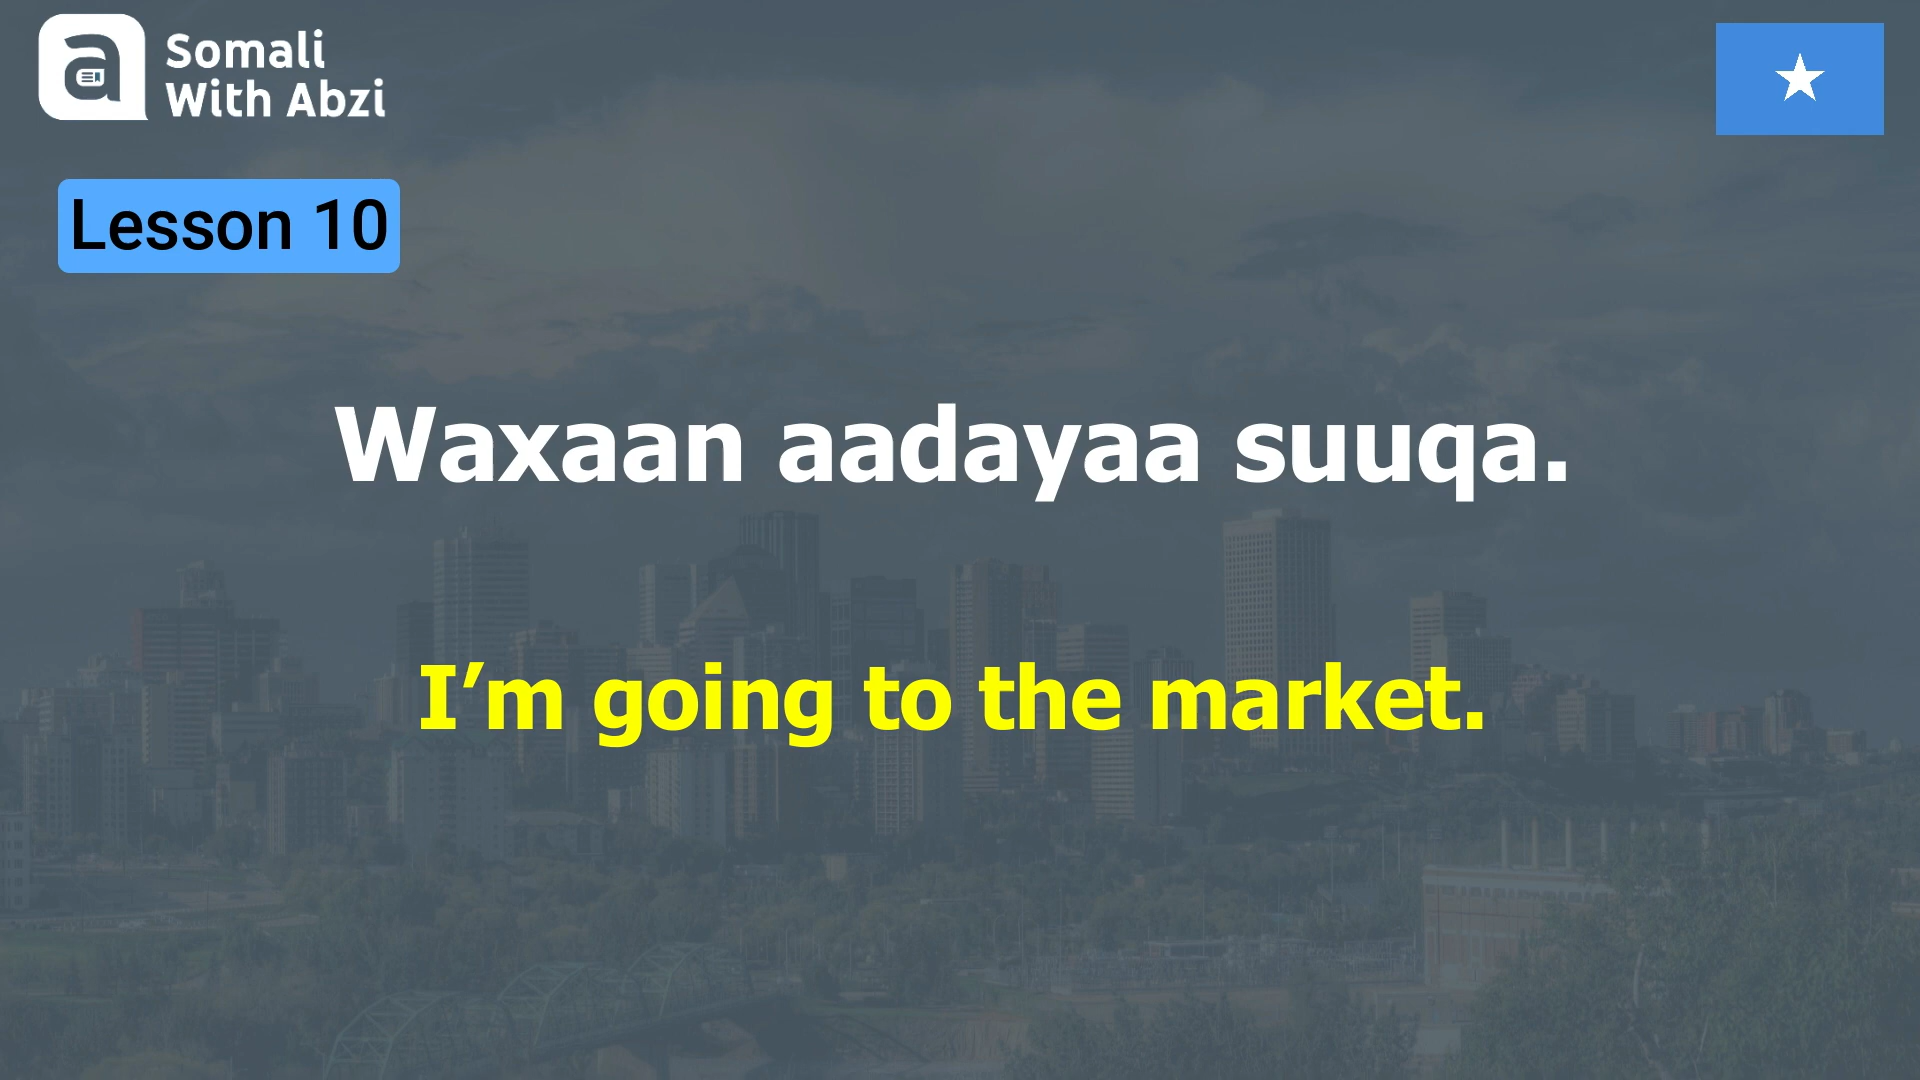 Somali
With Abzi
Lesson 10
Waxaan aadayaa suuqa.
I’m going to the market.